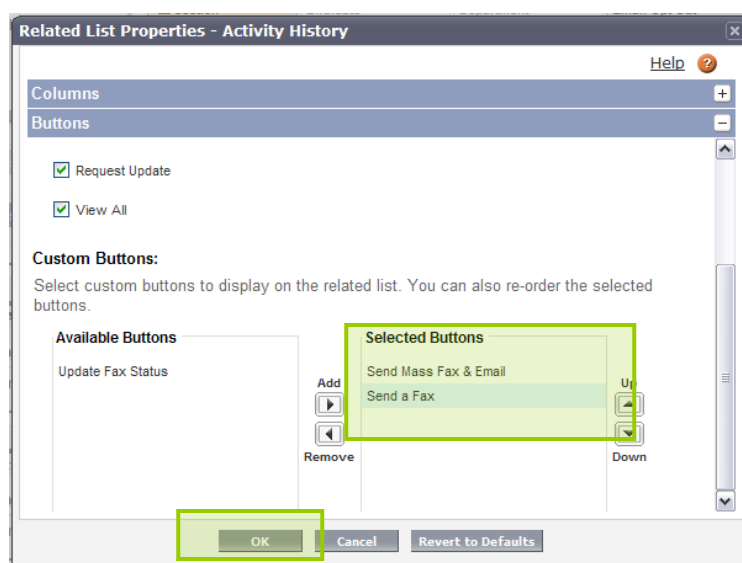 Related List Properties - Activity History
Help
Columns
Buttons
Request Update
View All
Custom Buttons:
Select custom buttons to display on the related list. You can also re-order the selected
buttons.
Available Buttons
Selected Buttons
Update Fax Status
Send Mass Fax & Email
Send a Fax
Add
Remove
Up
Down
OK
Cancel
Revert to Defaults